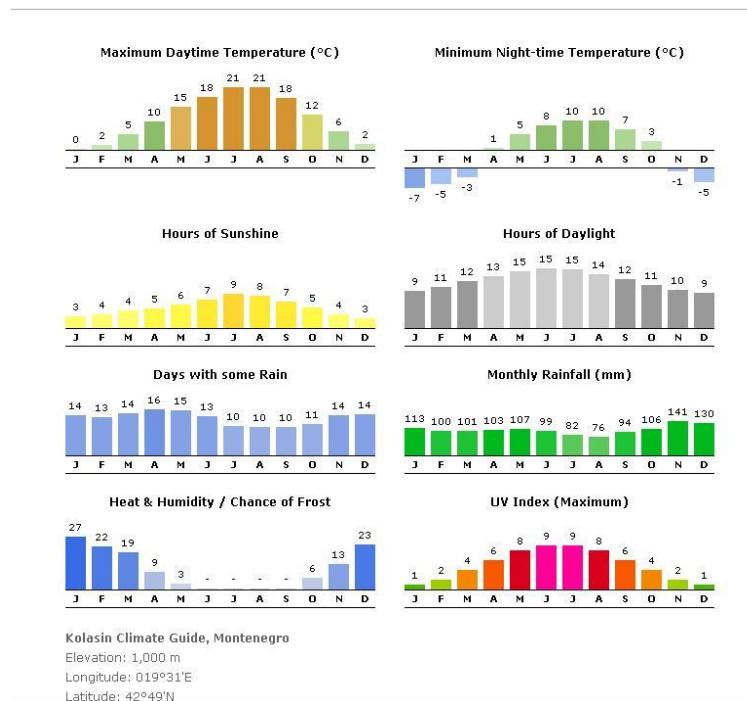 Maximum Daytime Temperature (°C)
0 2 5 10 15 18 21 21 18 12 6 2
J F M A M J J A S O N D
Minimum Night-time Temperature (°C)
1 5 8 10 10 7 3
J F M A M J J A S O N D
-7 -5 -3 -1 -5
Hours of Sunshine
3 4 4 5 6 7 9 8 7 5 4 3
J F M A M J J A S O N D
Hours of Daylight
9 11 12 13 15 15 15 14 12 11 10 9
J F M A M J J A S O N D
Days with some Rain
14 13 14 16 15 13 10 10 10 11 14 14
J F M A M J J A S O N D
Monthly Rainfall (mm)
113 100 101 103 107 99 82 76 94 106 141 130
J F M A M J J A S O N D
Heat & Humidity / Chance of Frost
27 22 19 9 3 - - - - 6 13 23
J F M A M J J A S O N D
UV Index (Maximum)
1 2 4 6 8 9 9 8 6 4 2 1
J F M A M J J A S O N D
Kolasin Climate Guide, Montenegro
Elevation: 1,000 m
Longitude: 019°31'E
Latitude: 42°49'N